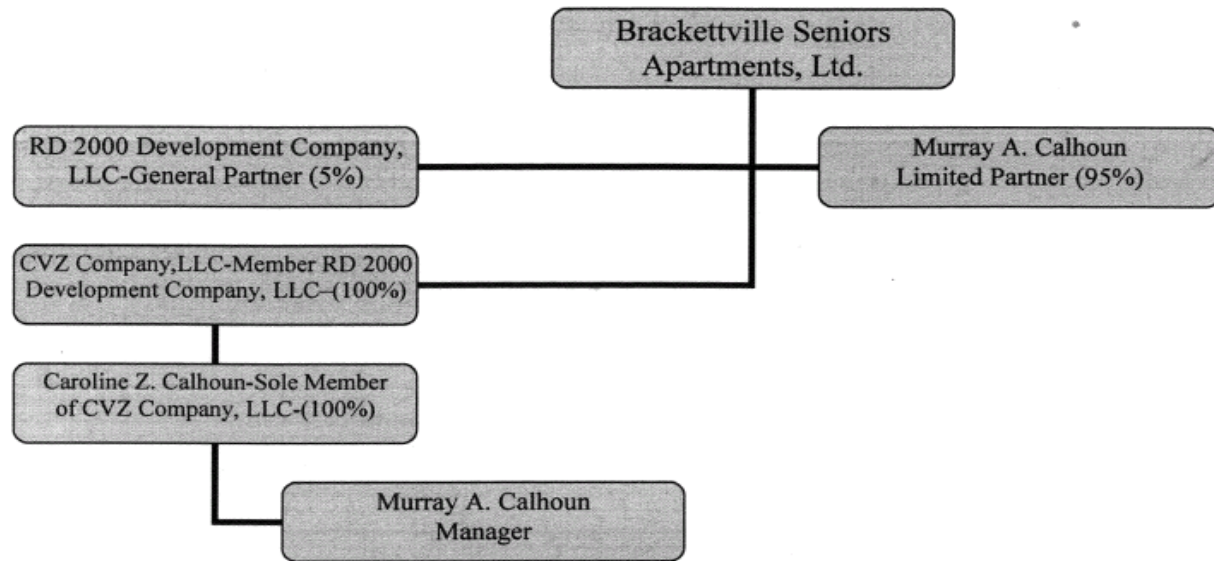 Brackettville Seniors
Apartments, Ltd.
RD 2000 Development Company,
LLC-General Partner (5%)
Murray A. Calhoun
Limited Partner (95%)
CVZ Company,LLC-Member RD 2000
Development Company, LLC–(100%)
Caroline Z. Calhoun-Sole Member
of CVZ Company, LLC-(100%)
Murray A. Calhoun
Manager